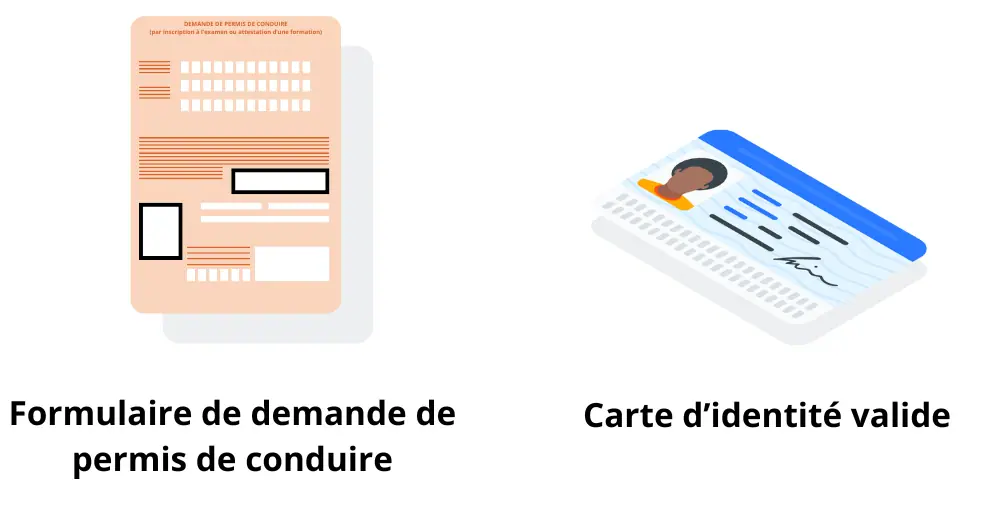 DEMANDE DE PERMIS DE CONDUIRE
(par inscription à l'examen ou attestation d'une formation)
Formulaire de demande de
permis de conduire
Carte d’identité valide